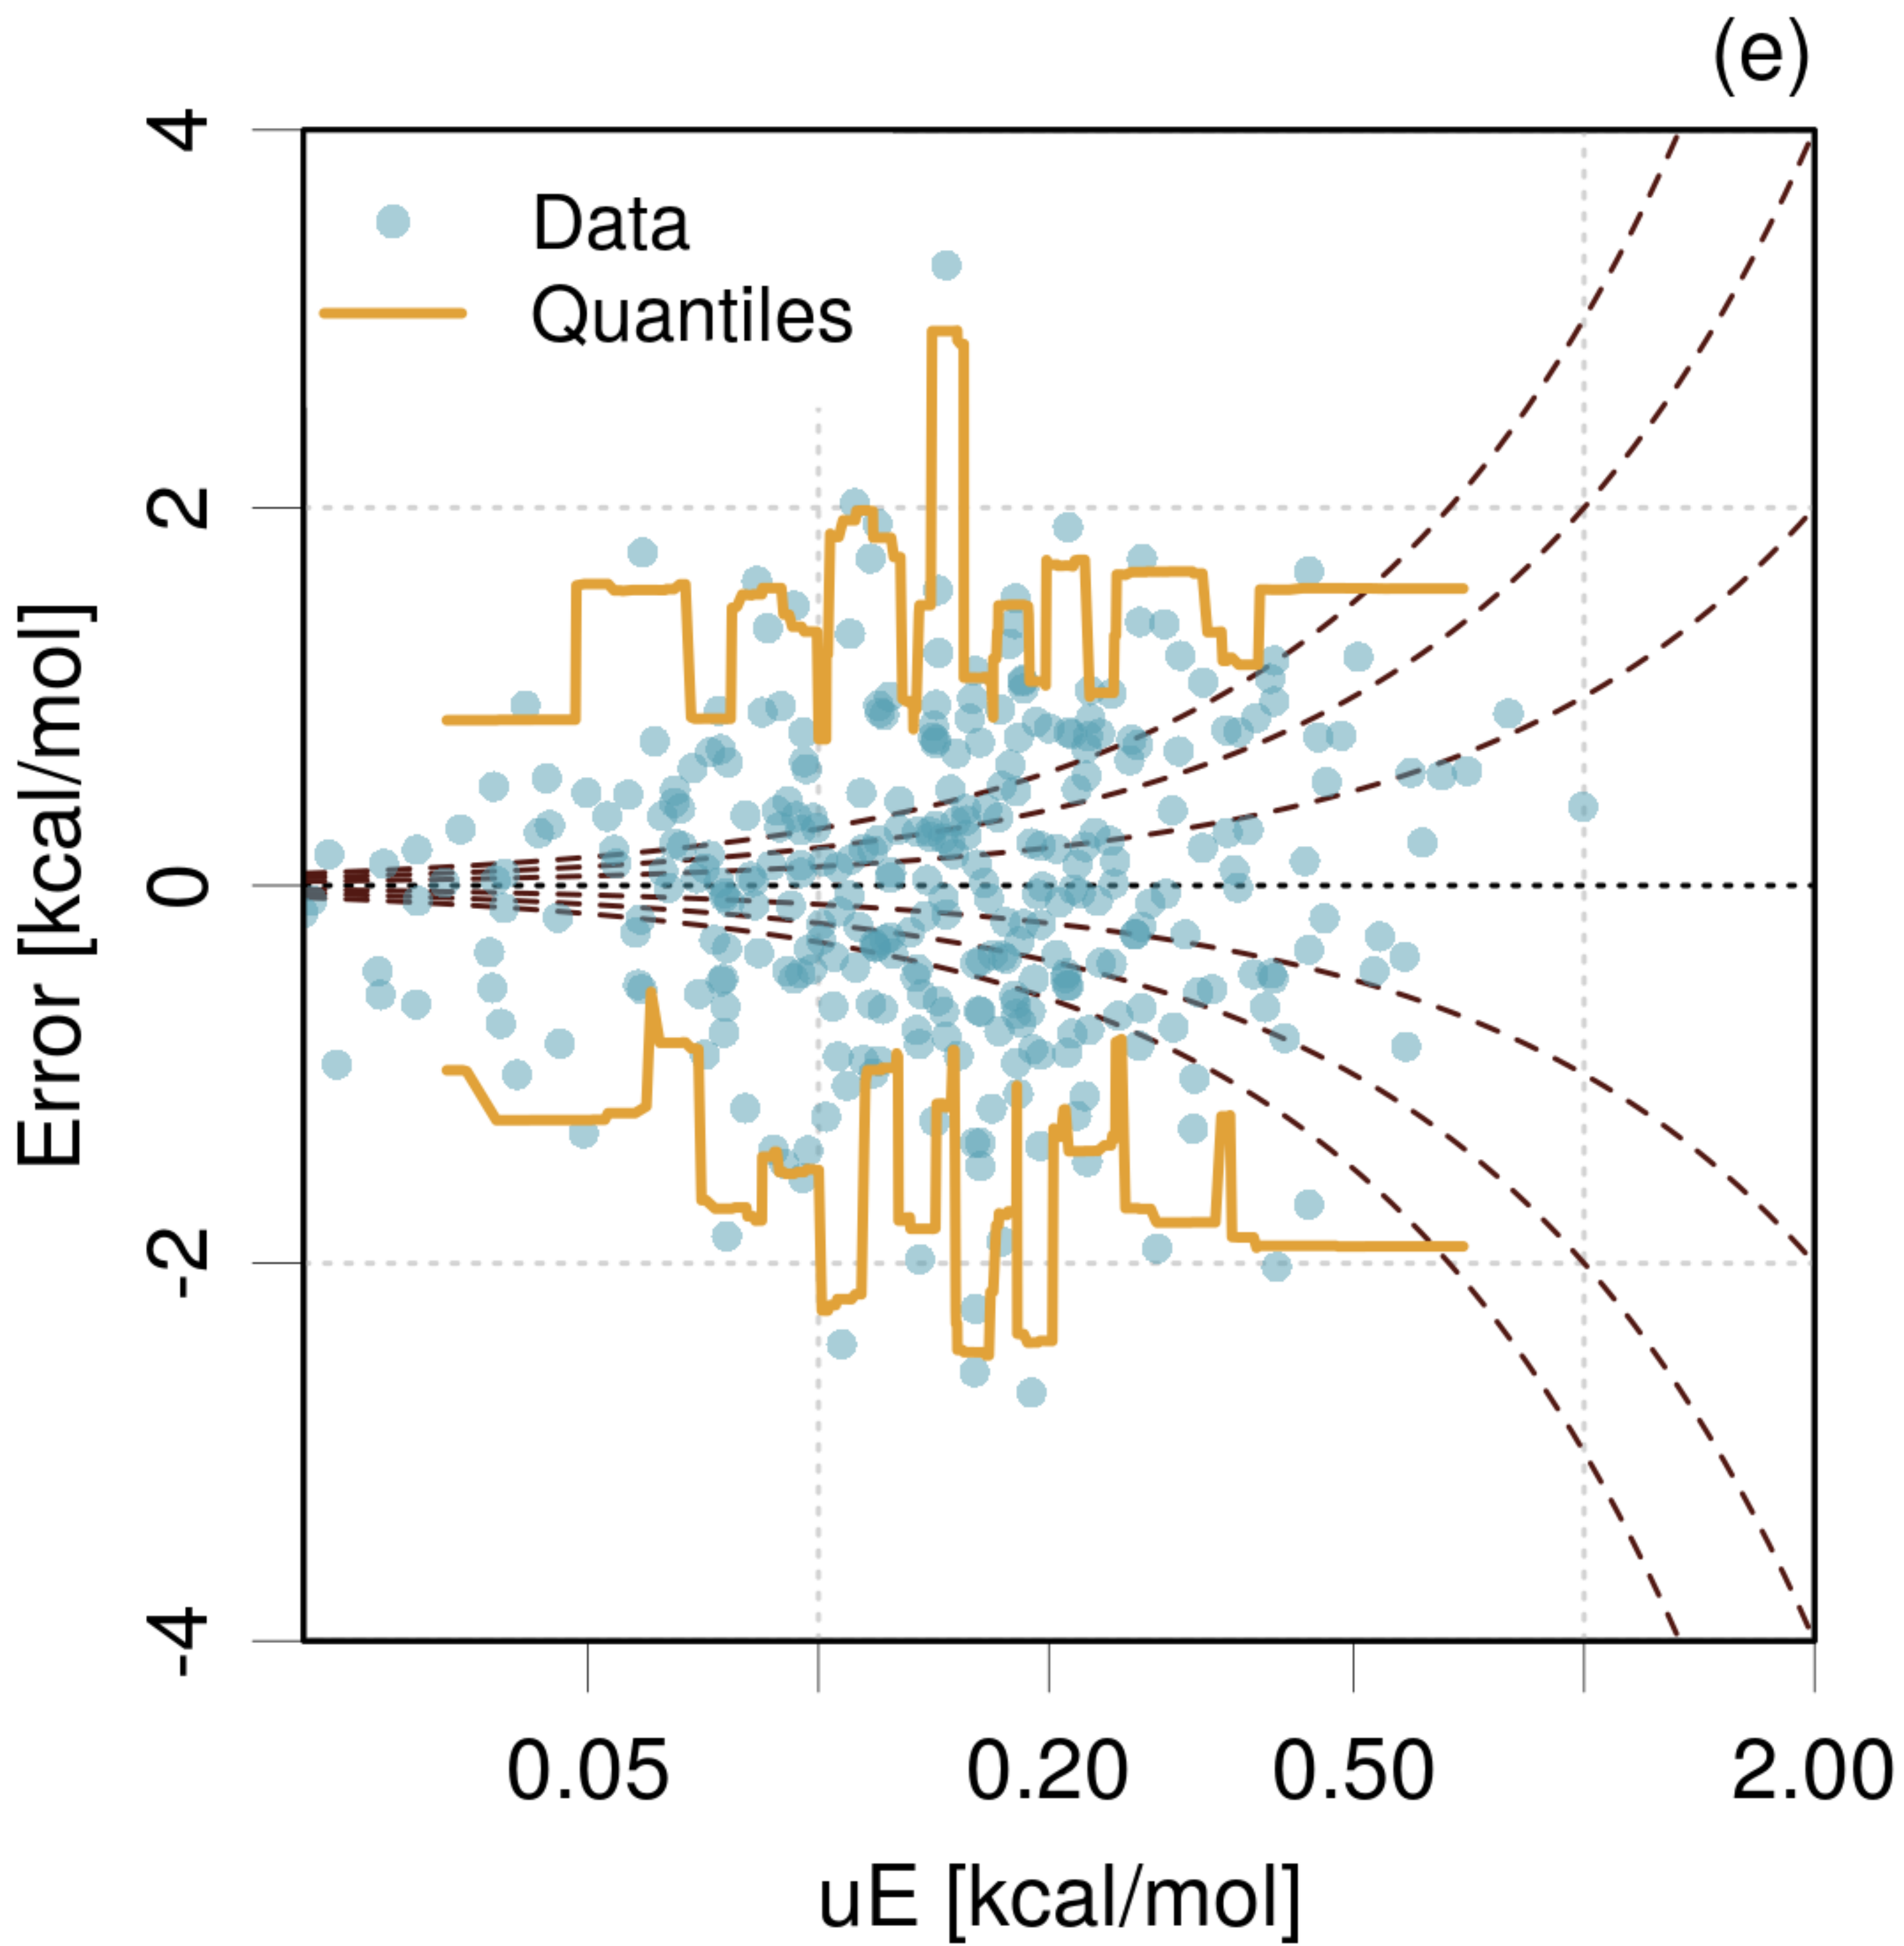 (e)
4
2
0
-2
-4
Error [kcal/mol]
Data
Quantiles
0.05
0.20
0.50
2.00
uE [kcal/mol]